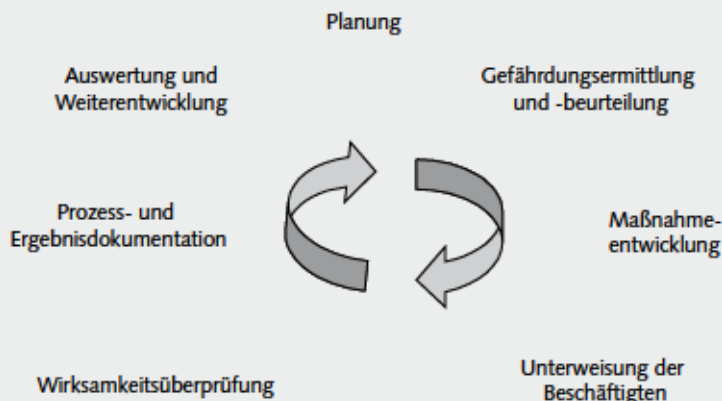 Planung
Auswertung und
Weiterentwicklung
Gefährdungsermittlung
und -beurteilung
Prozess- und
Ergebnisdokumentation
Maßnahme-
entwicklung
Wirksamkeitsüberprüfung
Unterweisung der
Beschäftigten